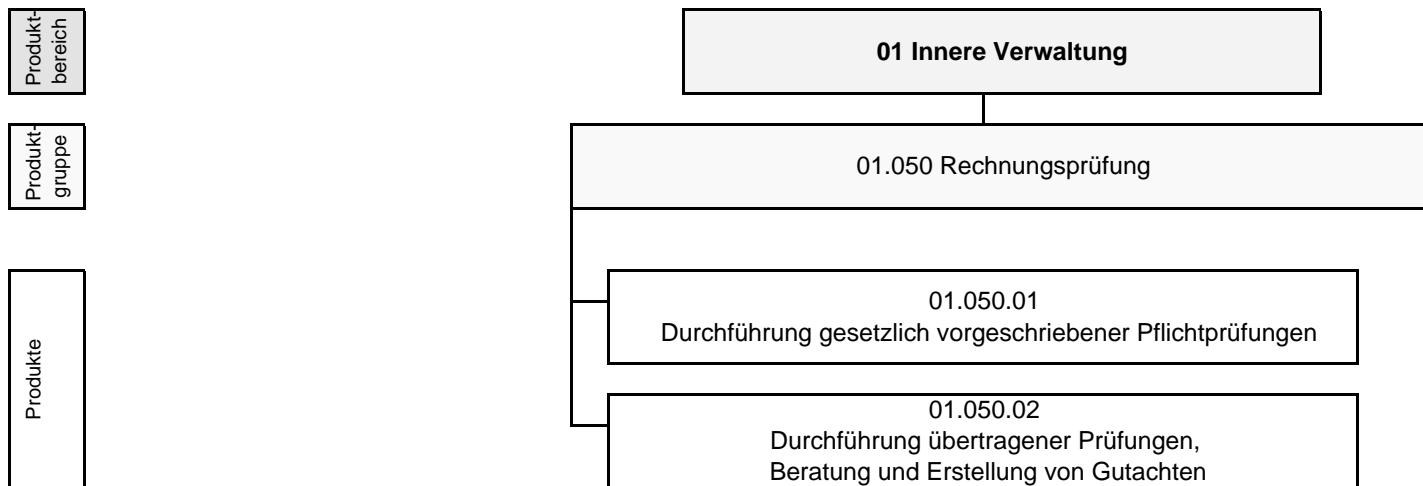 Produkt-
bereich
01 Innere Verwaltung
Produkt-
gruppe
01.050 Rechnungsprüfung
Produkte
01.050.01
Durchführung gesetzlich vorgeschriebener Pflichtprüfungen
01.050.02
Durchführung übertragener Prüfungen,
Beratung und Erstellung von Gutachten